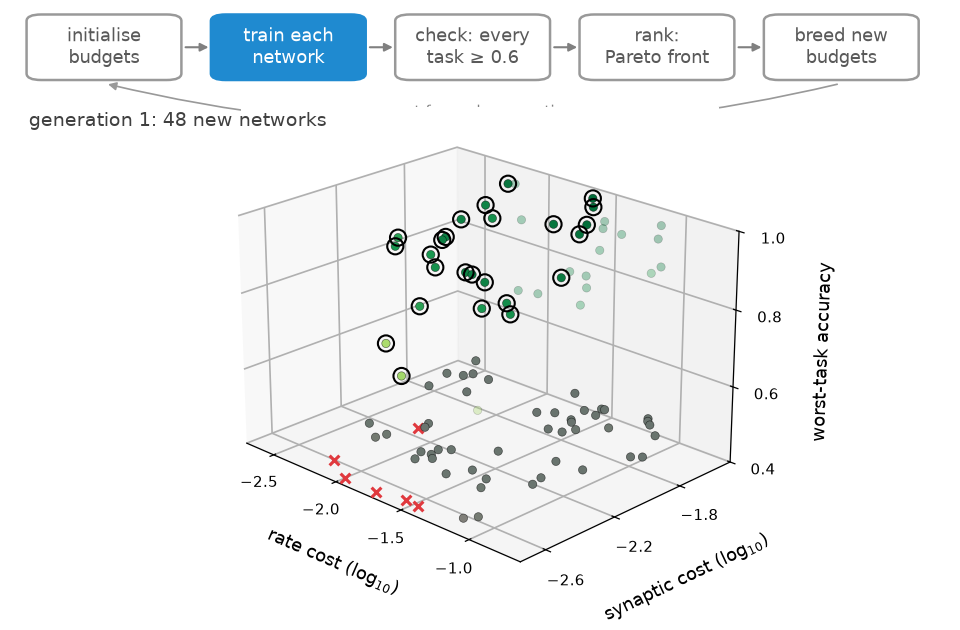 initialise
budgets
train each
network
check: every
task ≥ 0.6
rank:
Pareto front
breed new
budgets
generation 1: 48 new networks
1.0
0.8
0.6
0.4
worst-task accuracy
−2.5
−2.0
−1.5
−1.0
rate cost (log₁₀)
−2.6
−2.2
−1.8
synaptic cost (log₁₀)